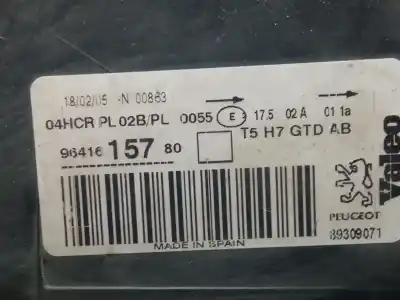 18/02/05 -N 00863
04HCR PL 02B/PL 0055 E 17.5 02A 01 1a
96416 157 80 T5 H7 GTD AB
Valeo
PEUGEOT
MADE IN SPAIN 89309071